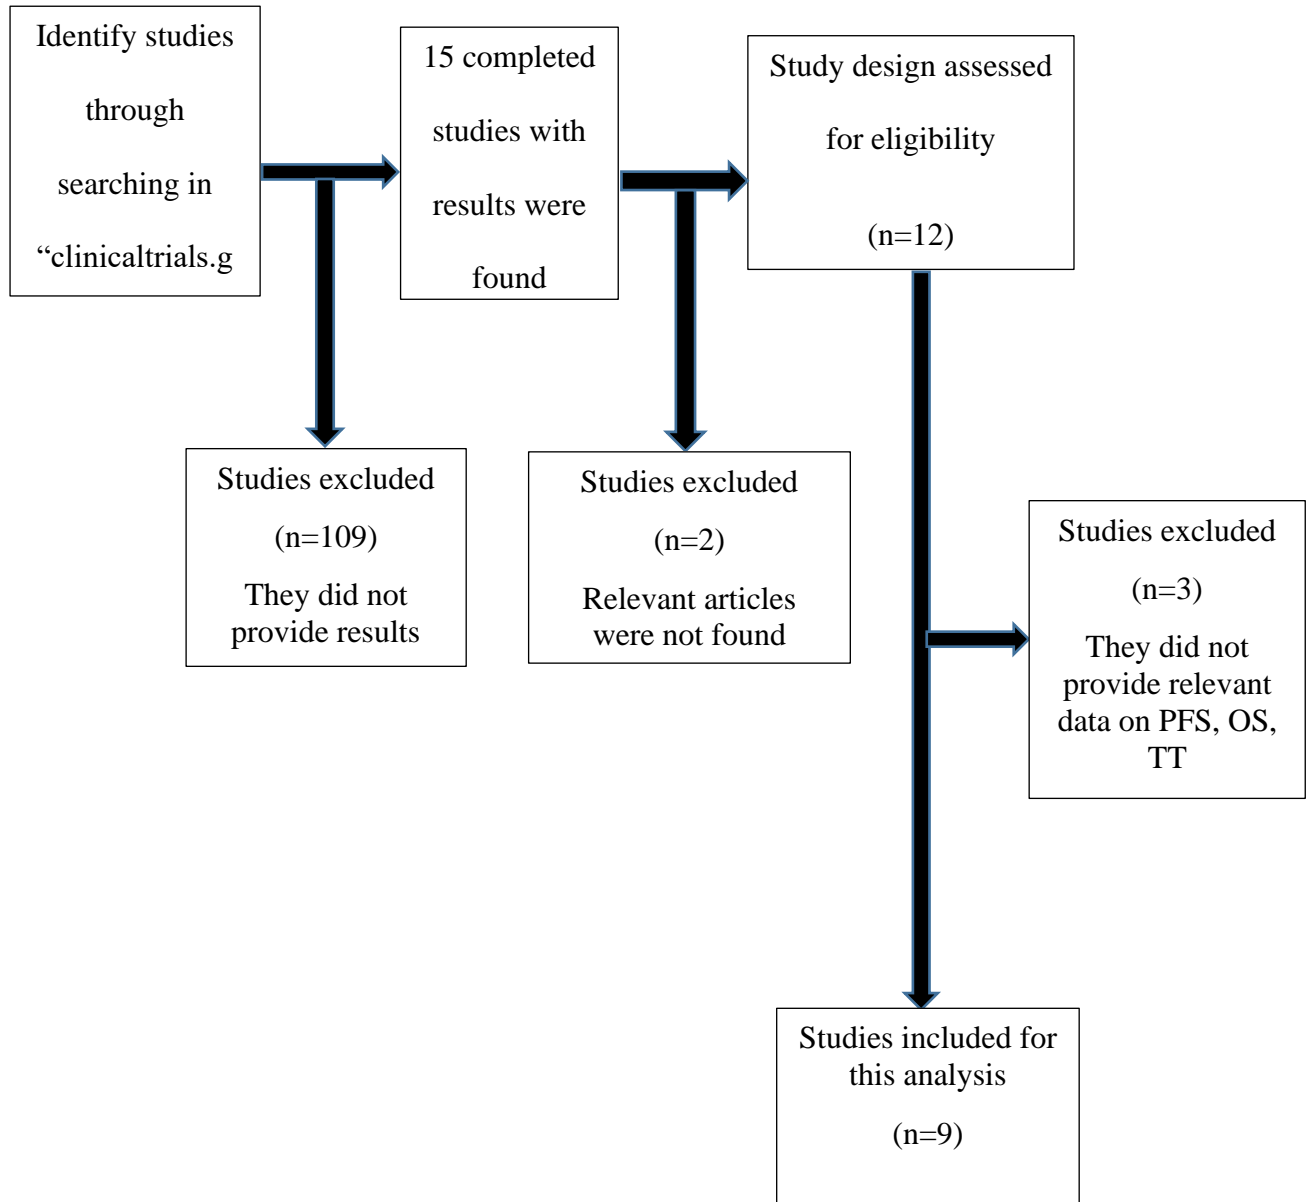 Identify studies
through
searching in
“clinicaltrials.g
15 completed
studies with
results were
found
Study design assessed
for eligibility
(n=12)
Studies excluded
(n=109)
They did not
provide results
Studies excluded
(n=2)
Relevant articles
were not found
Studies excluded
(n=3)
They did not
provide relevant
data on PFS, OS,
TT
Studies included for
this analysis
(n=9)